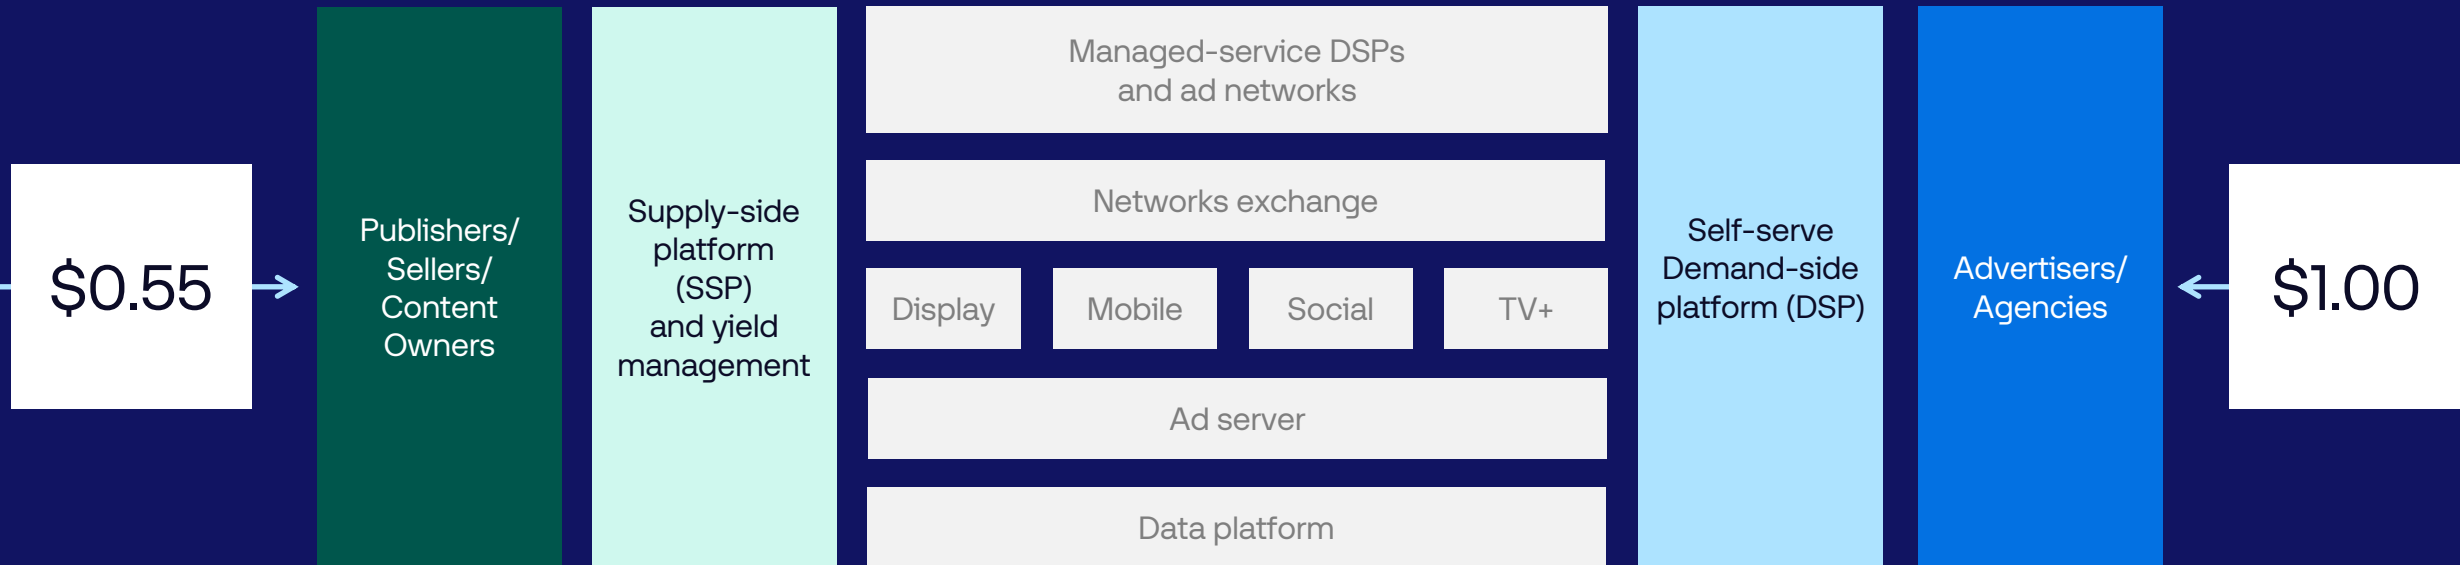 $0.55
Publishers/
Sellers/
Content
Owners
Supply-side
platform
(SSP)
and yield
management
Managed-service DSPs
and ad networks
Networks exchange
Display
Mobile
Social
TV+
Ad server
Data platform
Self-serve
Demand-side
platform (DSP)
Advertisers/
Agencies
$1.00